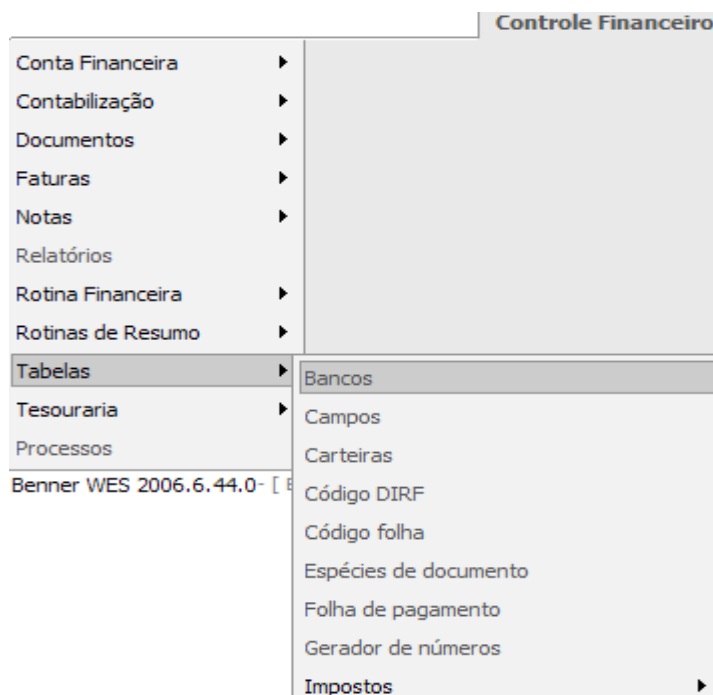 Controle Financeiro
Conta Financeira
Contabilização
Documentos
Faturas
Notas
Relatórios
Rotina Financeira
Rotinas de Resumo
Tabelas
Tesouraria
Processos
Benner WES 2006.6.44.0- [
Bancos
Campos
Carteiras
Código DIRF
Código folha
Espécies de documento
Folha de pagamento
Gerador de números
Impostos